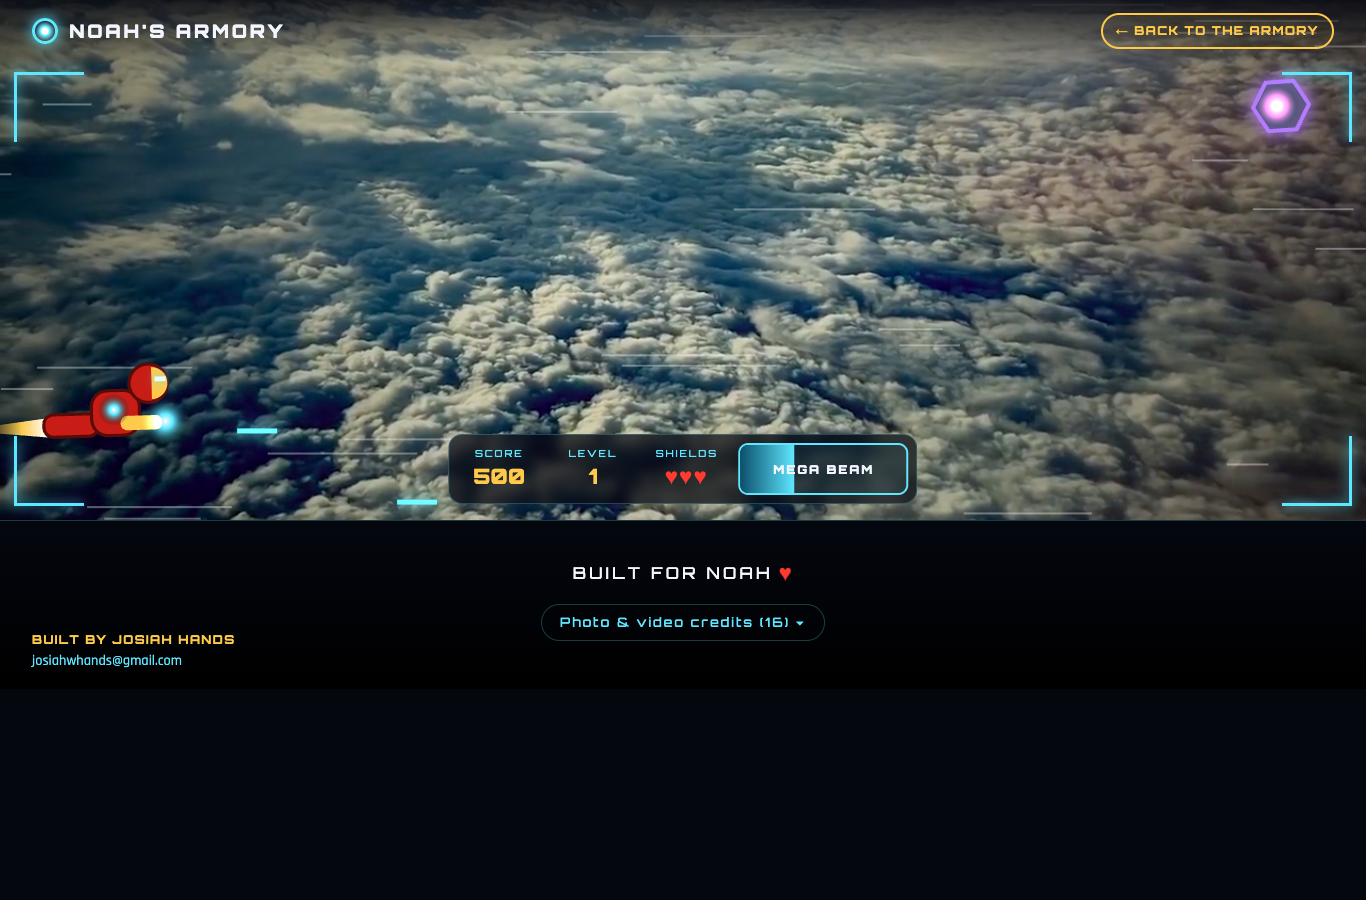 NOAH'S ARMORY
← BACK TO THE ARMORY
SCORE
500
LEVEL
1
SHIELDS
♥♥♥
MEGA BEAM
BUILT FOR NOAH ♥
Photo & video credits (16) ▾
BUILT BY JOSIAH HANDS
josiahwhands@gmail.com